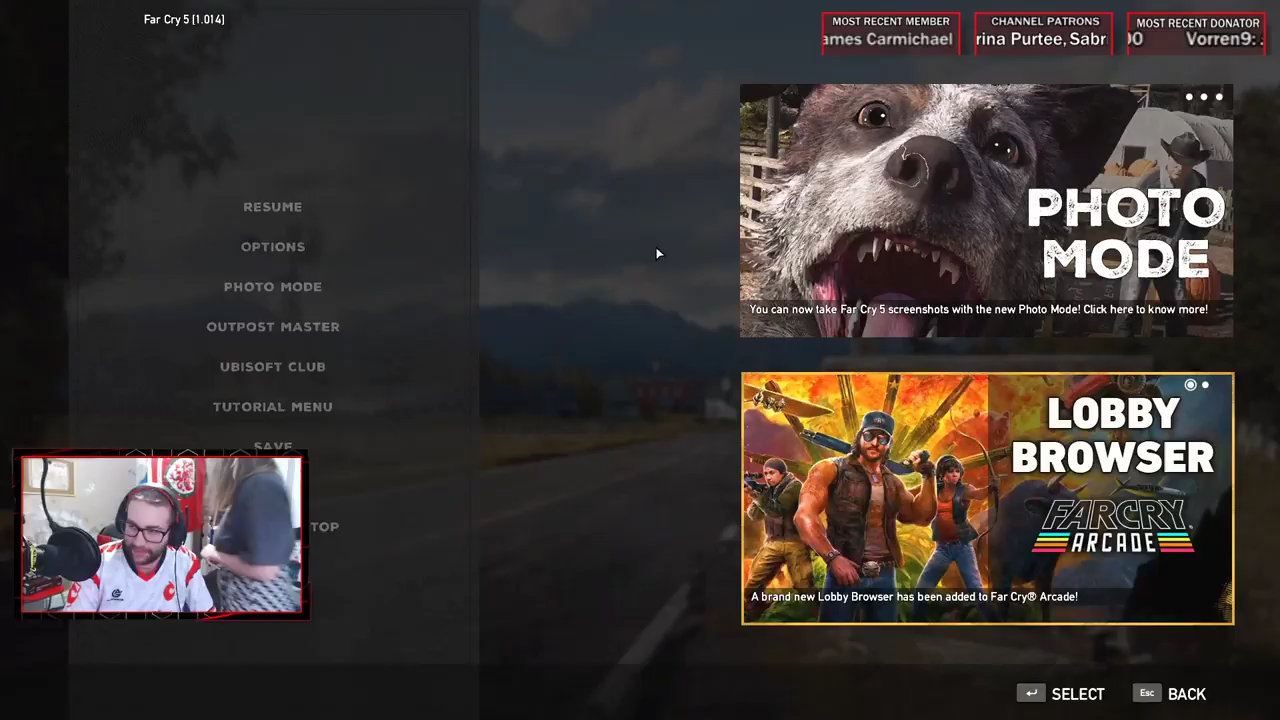 Far Cry 5 [1.014]
MOST RECENT MEMBER
ames Carmichael
CHANNEL PATRONS
rina Purtee, Sabri
MOST RECENT DONATOR
Vorren9:
RESUME
OPTIONS
PHOTO MODE
OUTPOST MASTER
UBISOFT CLUB
TUTORIAL MENU
SAVE
TOP
PHOTO
MODE
You can now take Far Cry 5 screenshots with the new Photo Mode! Click here to know more!
LOBBY
BROWSER
FARCRY
ARCADE
A brand new Lobby Browser has been added to Far Cry® Arcade!
SELECT
Esc BACK